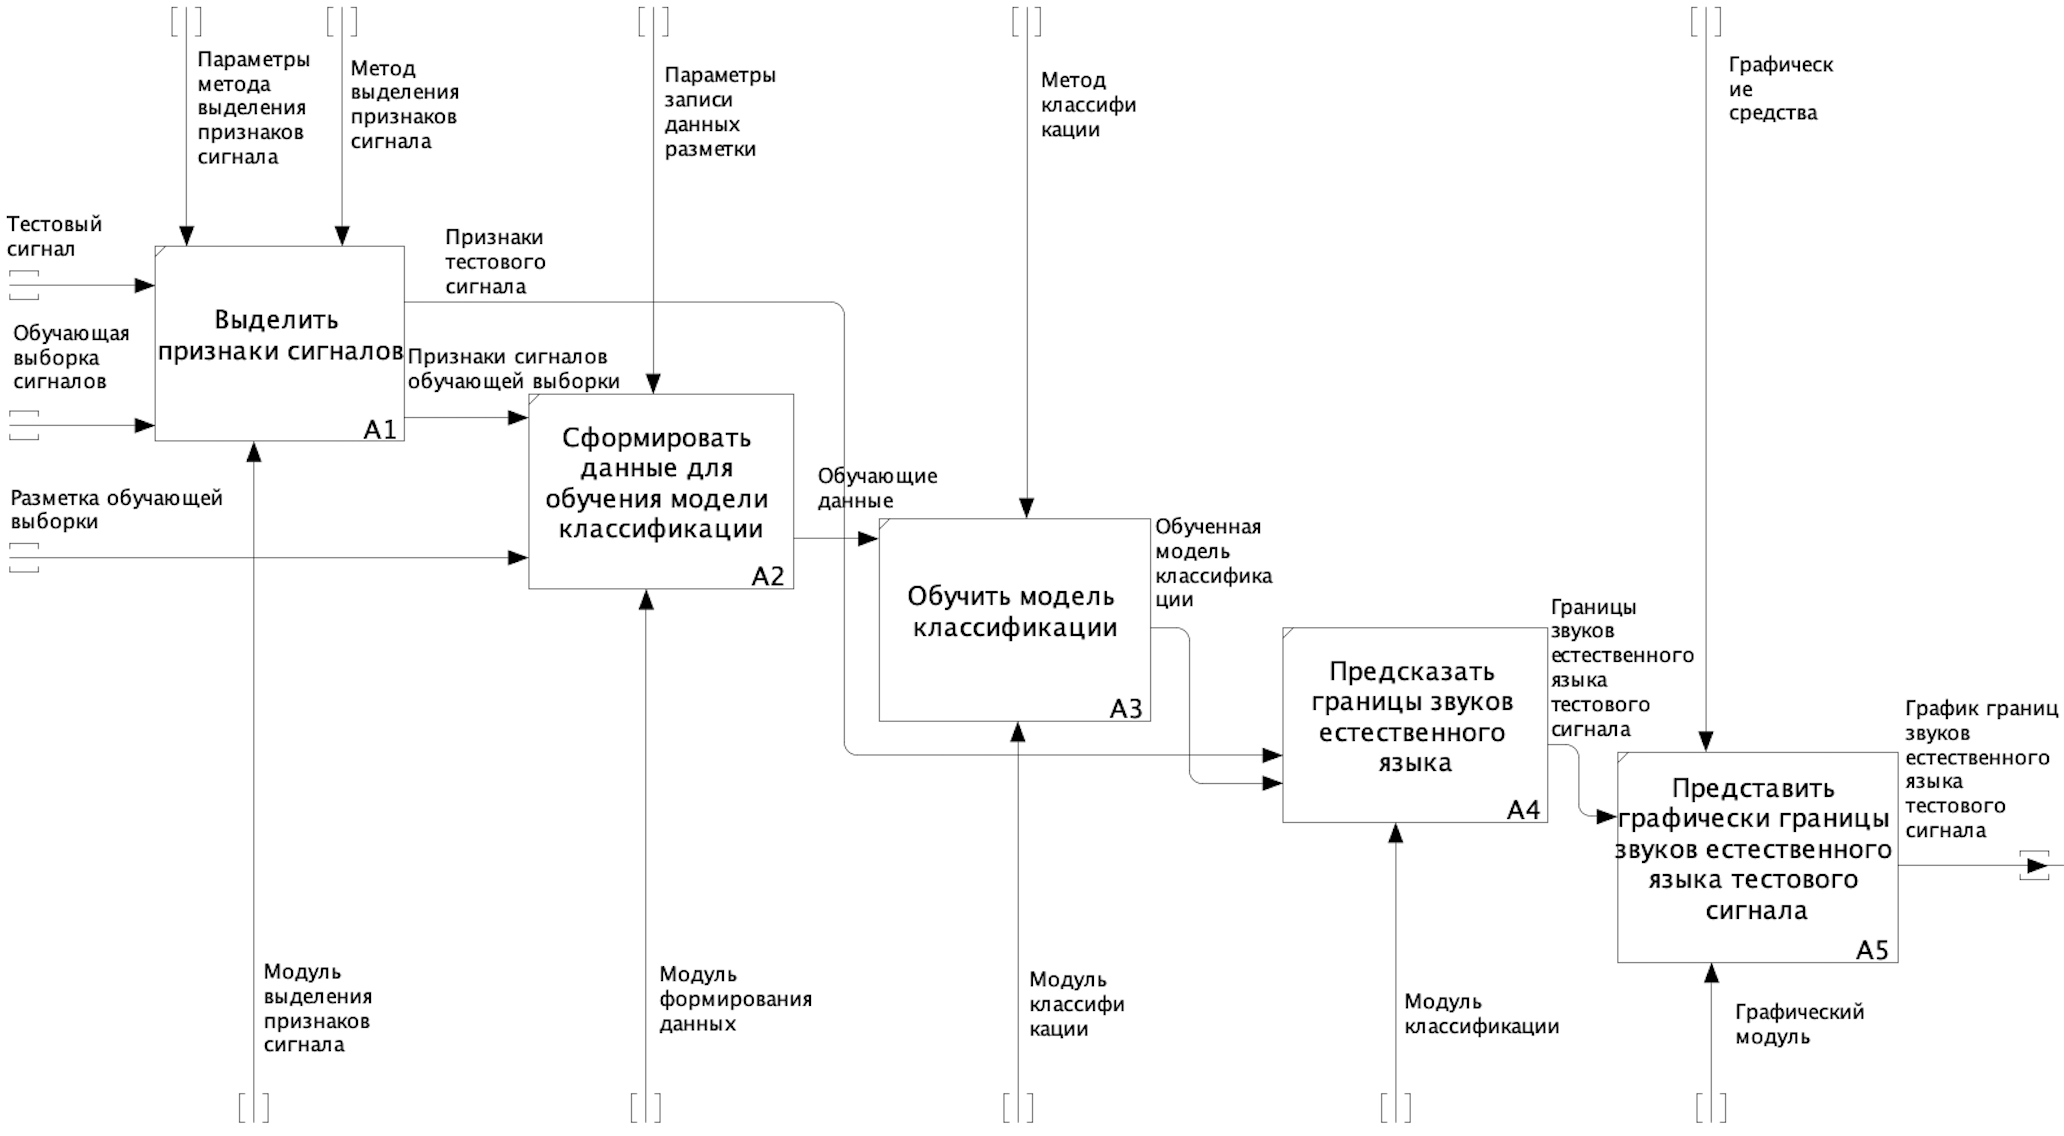 Параметры
метода
выделения
признаков
сигнала
Метод
выделения
признаков
сигнала
Параметры
записи
данных
разметки
Метод
классифи
кации
Графическ
ие
средства
Тестовый
сигнал
Обучающая
выборка
сигналов
Разметка обучающей
выборки
Выделить
признаки сигналов
A1
Признаки
тестового
сигнала
Признаки сигналов
обучающей выборки
Сформировать
данные для
обучения модели
классификации
A2
Обучающие
данные
Обучить модель
классификации
A3
Обученная
модель
классифика
ции
Предсказать
границы звуков
естественного
языка
A4
Границы
звуков
естественного
языка
тестового
сигнала
Представить
графически границы
звуков естественного
языка тестового
сигнала
A5
График границ
звуков
естественного
языка
тестового
сигнала
Модуль
выделения
признаков
сигнала
Модуль
формирования
данных
Модуль
классифи
кации
Модуль
классификации
Графический
модуль